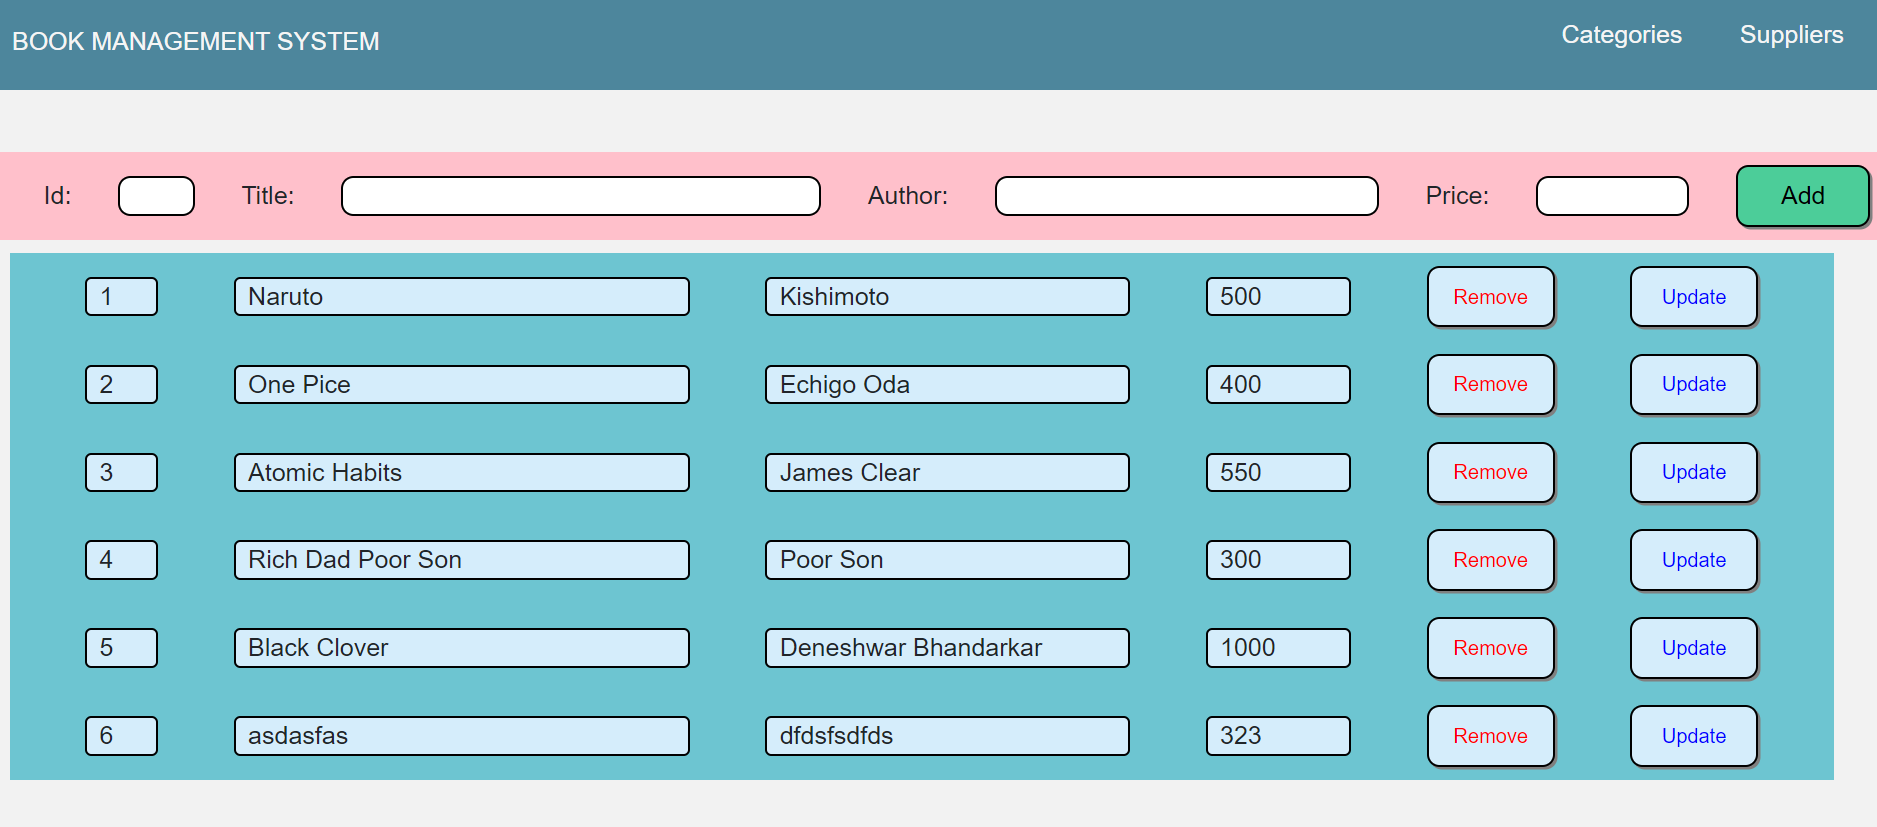 BOOK MANAGEMENT SYSTEM Categories Suppliers
Id: Title: Author: Price: Add
1 Naruto Kishimoto 500 Remove Update
2 One Pice Echigo Oda 400 Remove Update
3 Atomic Habits James Clear 550 Remove Update
4 Rich Dad Poor Son Poor Son 300 Remove Update
5 Black Clover Deneshwar Bhandarkar 1000 Remove Update
6 asdasfas dfdsfsdfds 323 Remove Update